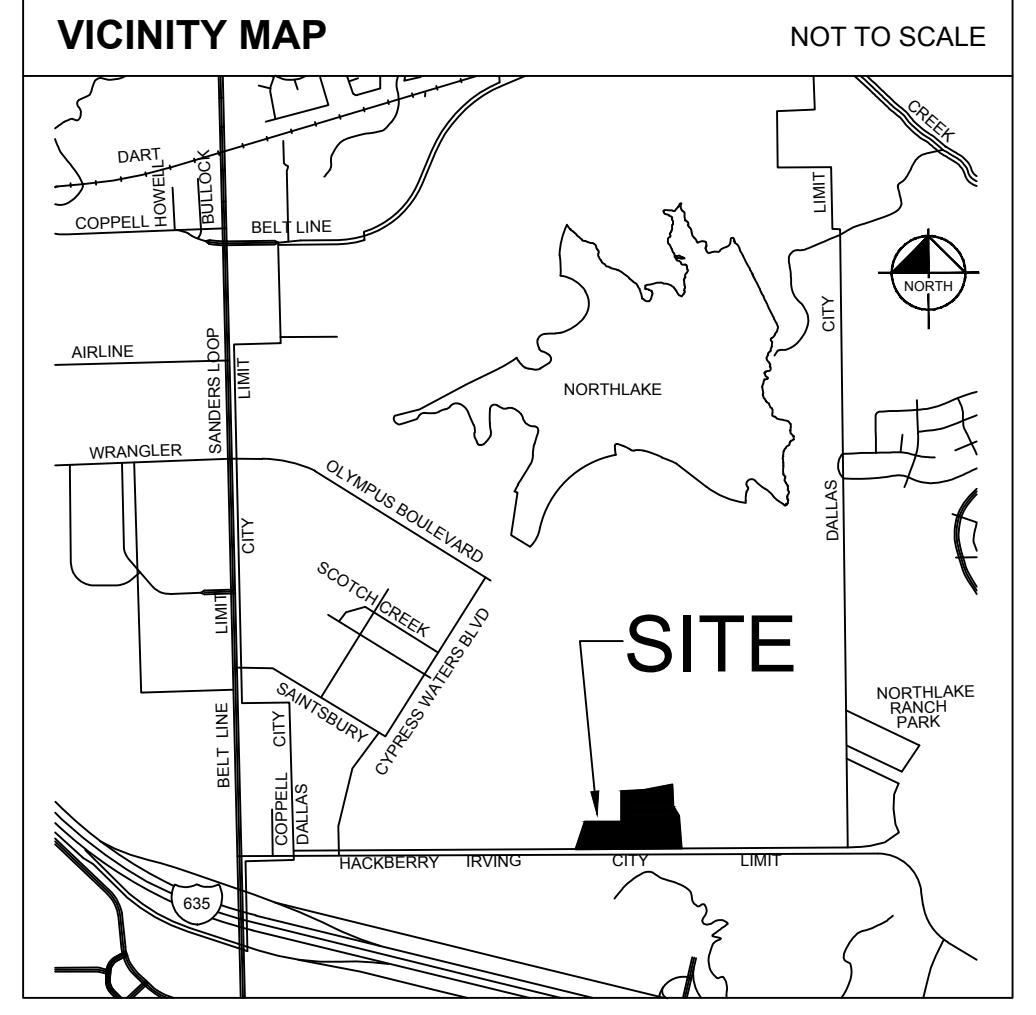 VICINITY MAP
NOT TO SCALE
CREEK
DART
HOWELL
BULLOCK
COPPELL
BELT LINE
LIMIT
NORTH
CITY
AIRLINE
SANDERS LOOP
LIMIT
NORTHLAKE
WRANGLER
OLYMPUS BOULEVARD
DALLAS
CITY
SCOTCH CREEK
LIMIT
CYPRESS WATERS BLVD
SITE
SAINTSBURY
NORTHLAKE
RANCH
PARK
BELT LINE
CITY
COPPELL
DALLAS
HACKBERRY
IRVING
CITY
LIMIT
635